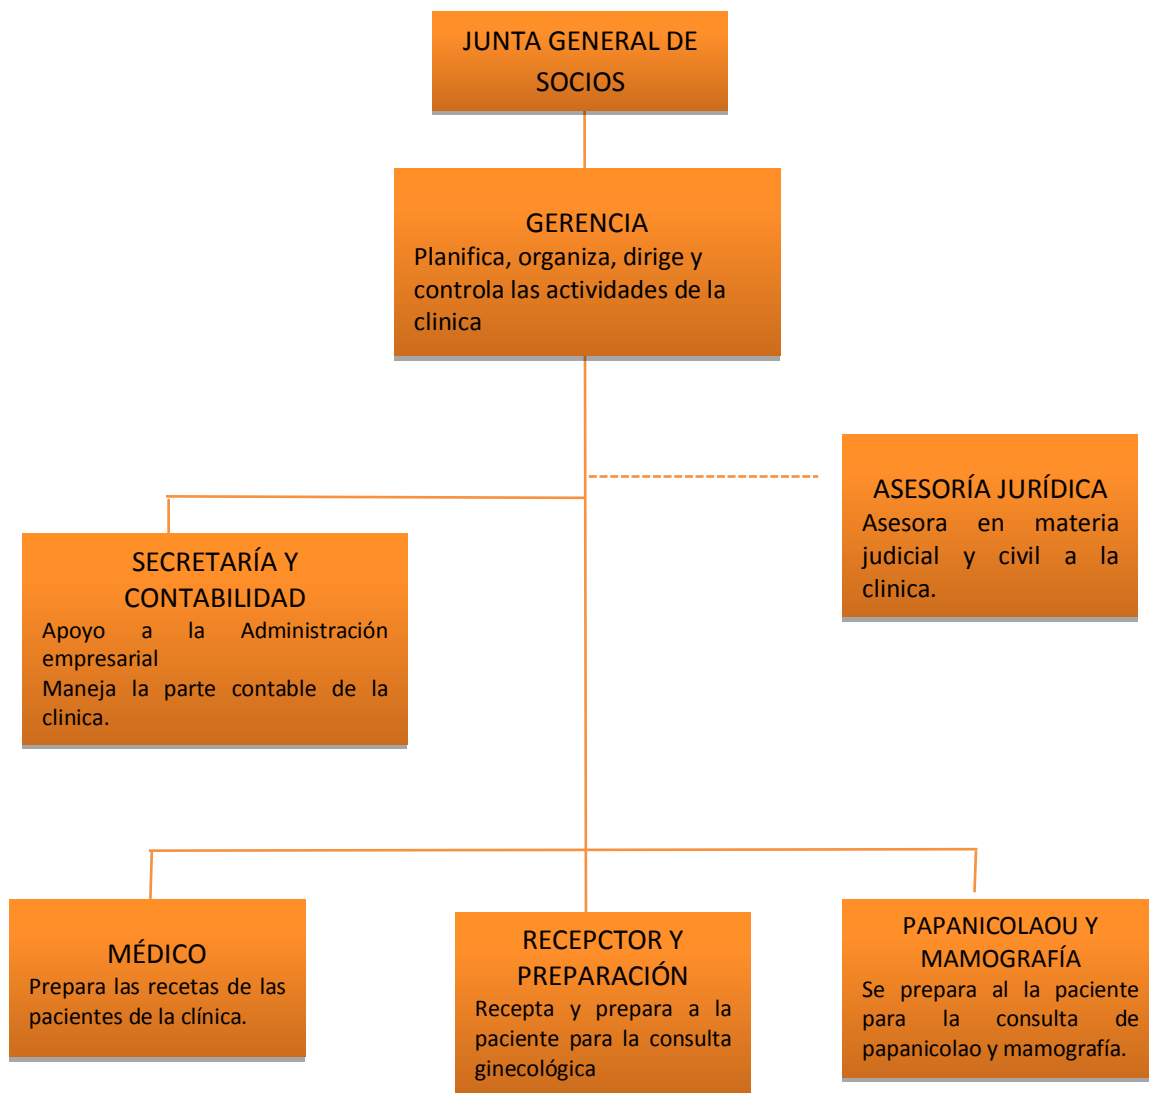 JUNTA GENERAL DE
SOCIOS
GERENCIA
Planifica, organiza, dirige y
controla las actividades de la
clinica
ASESORÍA JURÍDICA
Asesora en materia
judicial y civil a la
clinica.
SECRETARÍA Y
CONTABILIDAD
Apoyo a la Administración
empresarial
Maneja la parte contable de la
clinica.
MÉDICO
Prepara las recetas de las
pacientes de la clínica.
RECEPCTOR Y
PREPARACIÓN
Recepta y prepara a la
paciente para la consulta
ginecológica
PAPANICOLAOU Y
MAMOGRAFÍA
Se prepara al la paciente
para la consulta de
papanicolao y mamografía.